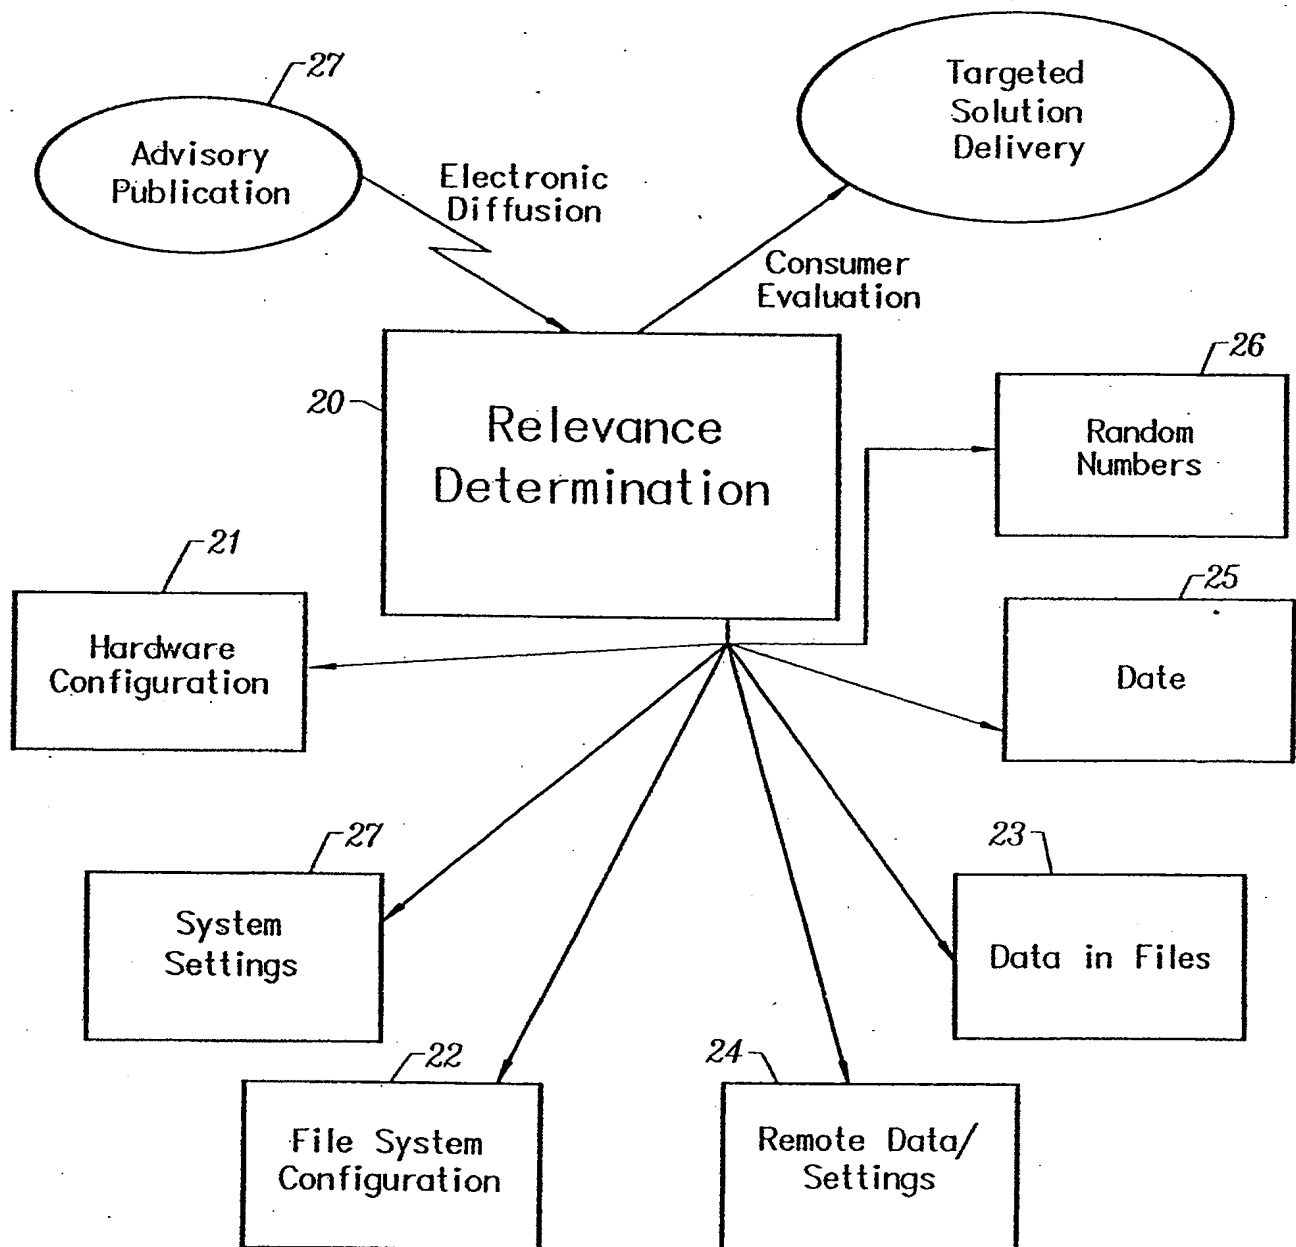 27
Advisory
Publication
Electronic
Diffusion
Targeted
Solution
Delivery
Consumer
Evaluation
20
Relevance
Determination
26
Random
Numbers
21
Hardware
Configuration
25
Date
27
System
Settings
23
Data in Files
22
File System
Configuration
24
Remote Data/
Settings